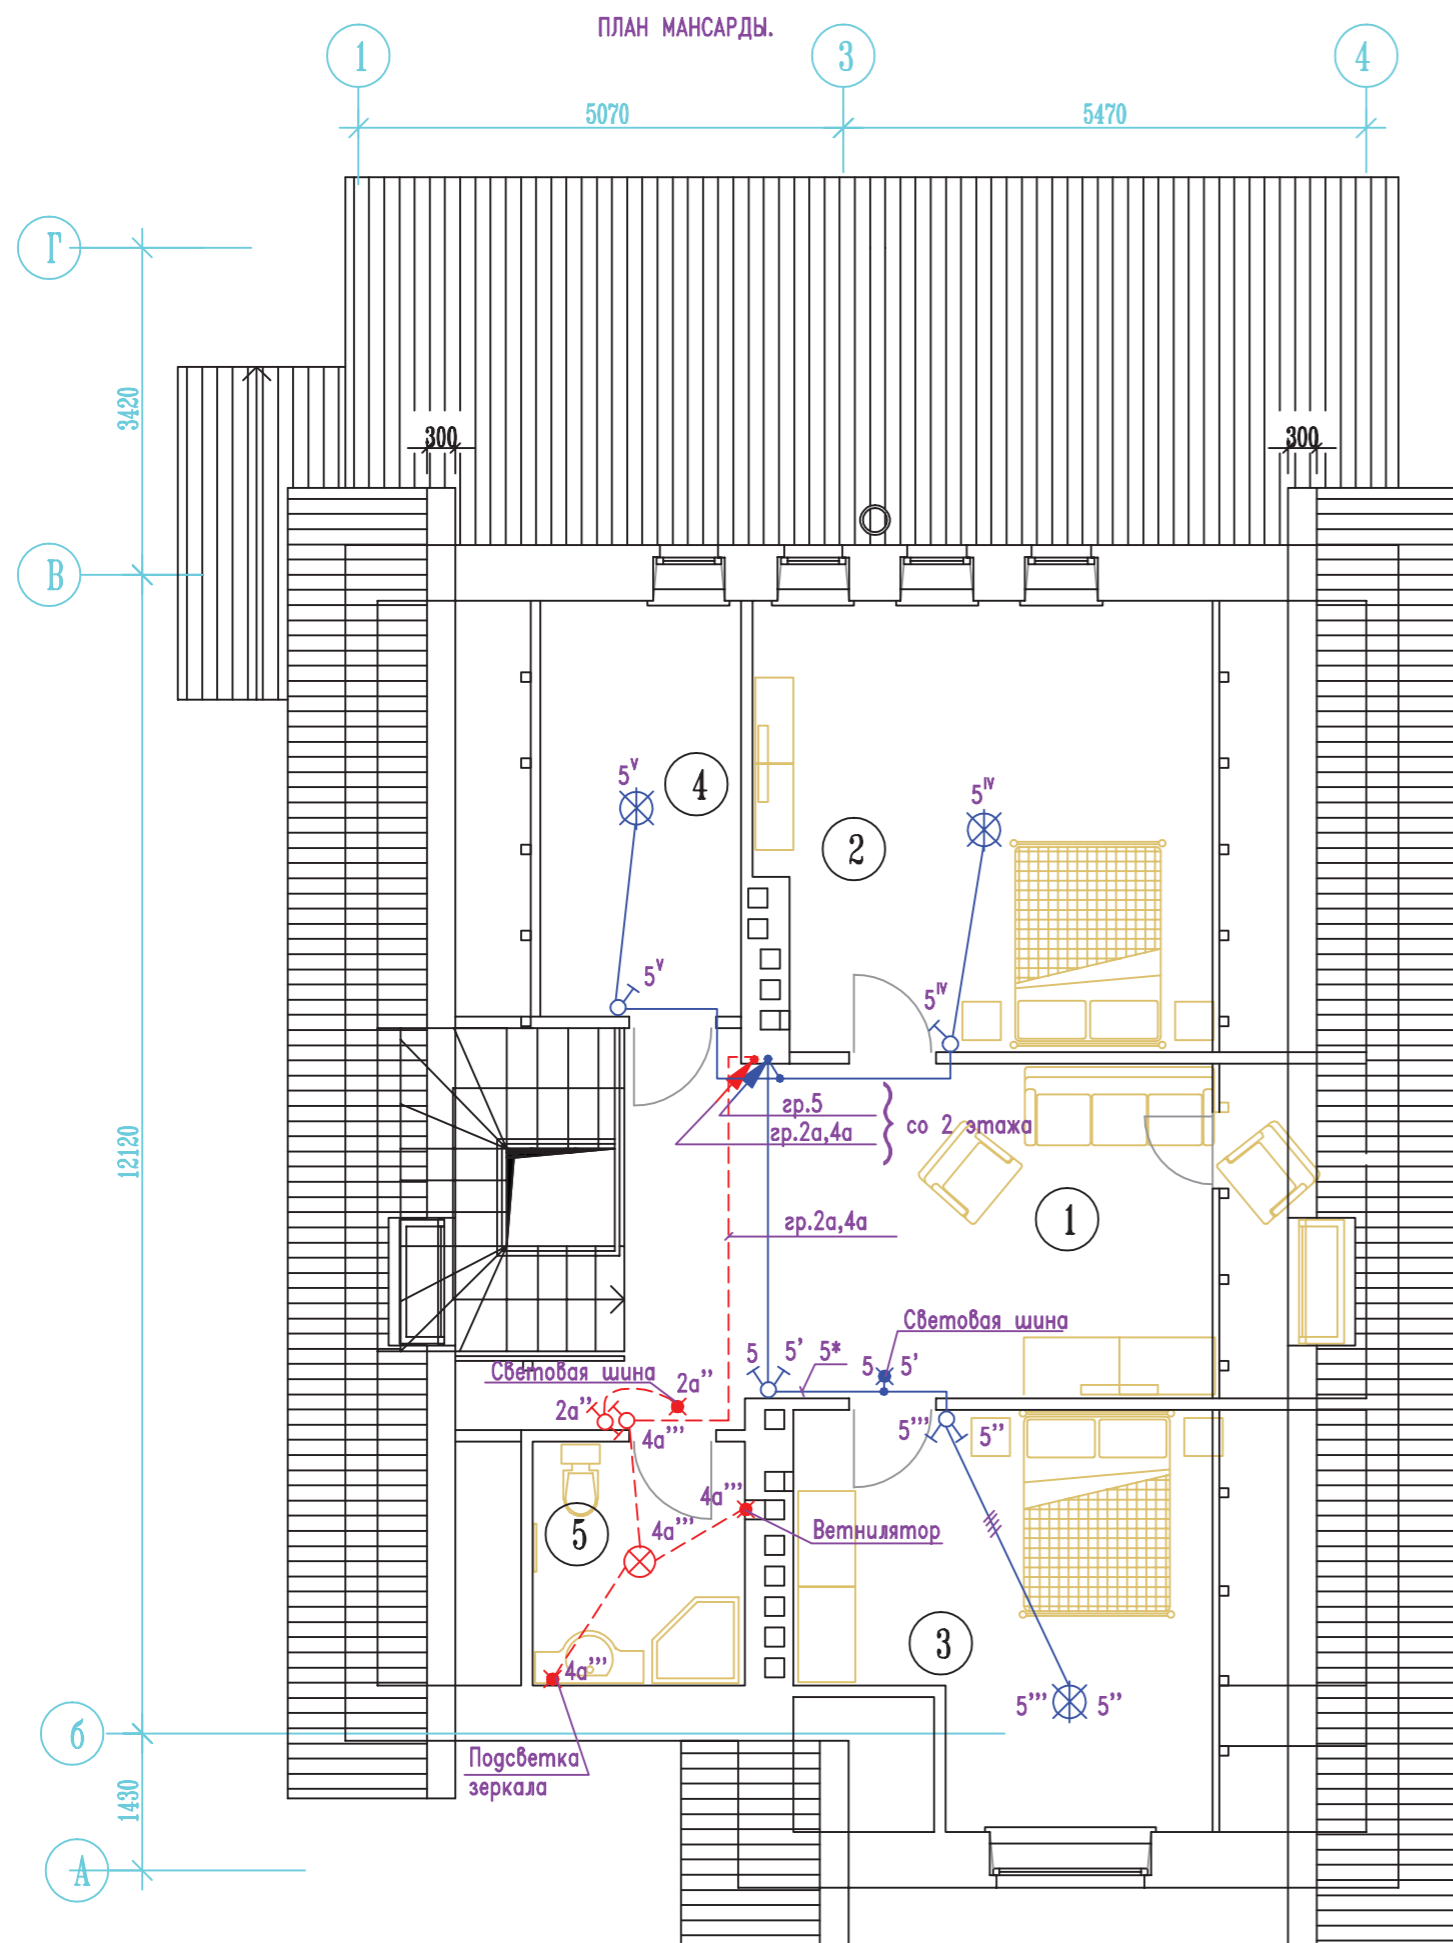 ПЛАН МАНСАРДЫ.
1
3
4
5070
5470
Г
3420
300
300
В
5ᵛ
4
5ᴵⱽ
2
5ᵛ
5ᴵⱽ
гр.5
гр.2а,4а
со 2 этажа
12120
1
гр.2а,4а
Световая шина
5
5’
5*
5
5’
Световая шина
2а’’
2а’’
4а’’’
5’’’
5’’
4а’’’
4а’’’
5
Ветнилятор
3
4а’’’
5’’’
5’’
б
Подсветка
зеркала
1430
А